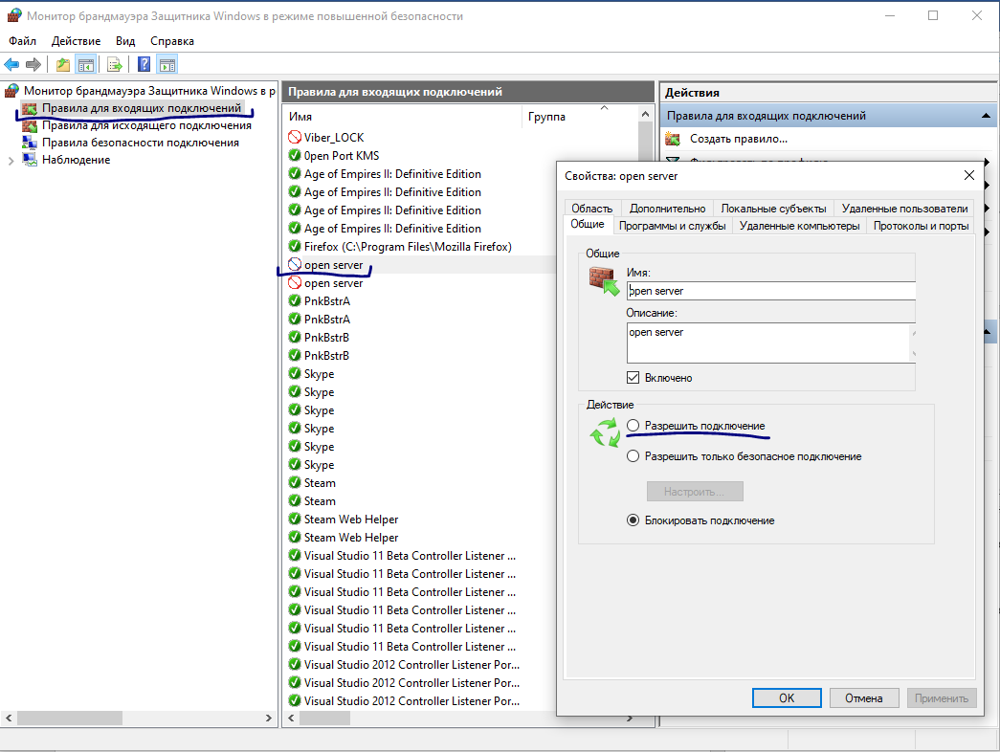 Монитор брандмауэра Защитника Windows в режиме повышенной безопасности
Файл Действие Вид Справка
Монитор брандмауэра Защитника Windows в р
Правила для входящих подключений
Правила для исходящего подключения
Правила безопасности подключения
Наблюдение
Правила для входящих подключений
Имя Группа
Viber_LOCK
0pen Port KMS
Age of Empires II: Definitive Edition
Age of Empires II: Definitive Edition
Age of Empires II: Definitive Edition
Age of Empires II: Definitive Edition
Firefox (C:\Program Files\Mozilla Firefox)
open server
open server
PnkBstrA
PnkBstrA
PnkBstrB
PnkBstrB
Skype
Skype
Skype
Skype
Skype
Skype
Steam
Steam
Steam Web Helper
Steam Web Helper
Visual Studio 11 Beta Controller Listener ...
Visual Studio 11 Beta Controller Listener ...
Visual Studio 11 Beta Controller Listener ...
Visual Studio 11 Beta Controller Listener ...
Visual Studio 11 Beta Controller Listener ...
Visual Studio 11 Beta Controller Listener ...
Visual Studio 2012 Controller Listener Por...
Visual Studio 2012 Controller Listener Por...
Visual Studio 2012 Controller Listener Por...
Действия
Правила для входящих подключений
Создать правило...
Свойства: open server
Область Дополнительно Локальные субъекты Удаленные пользователи
Общие Программы и службы Удаленные компьютеры Протоколы и порты
Общие
Имя:
open server
Описание:
open server
Включено
Действие
Разрешить подключение
Разрешить только безопасное подключение
Настроить...
Блокировать подключение
OK Отмена Применить